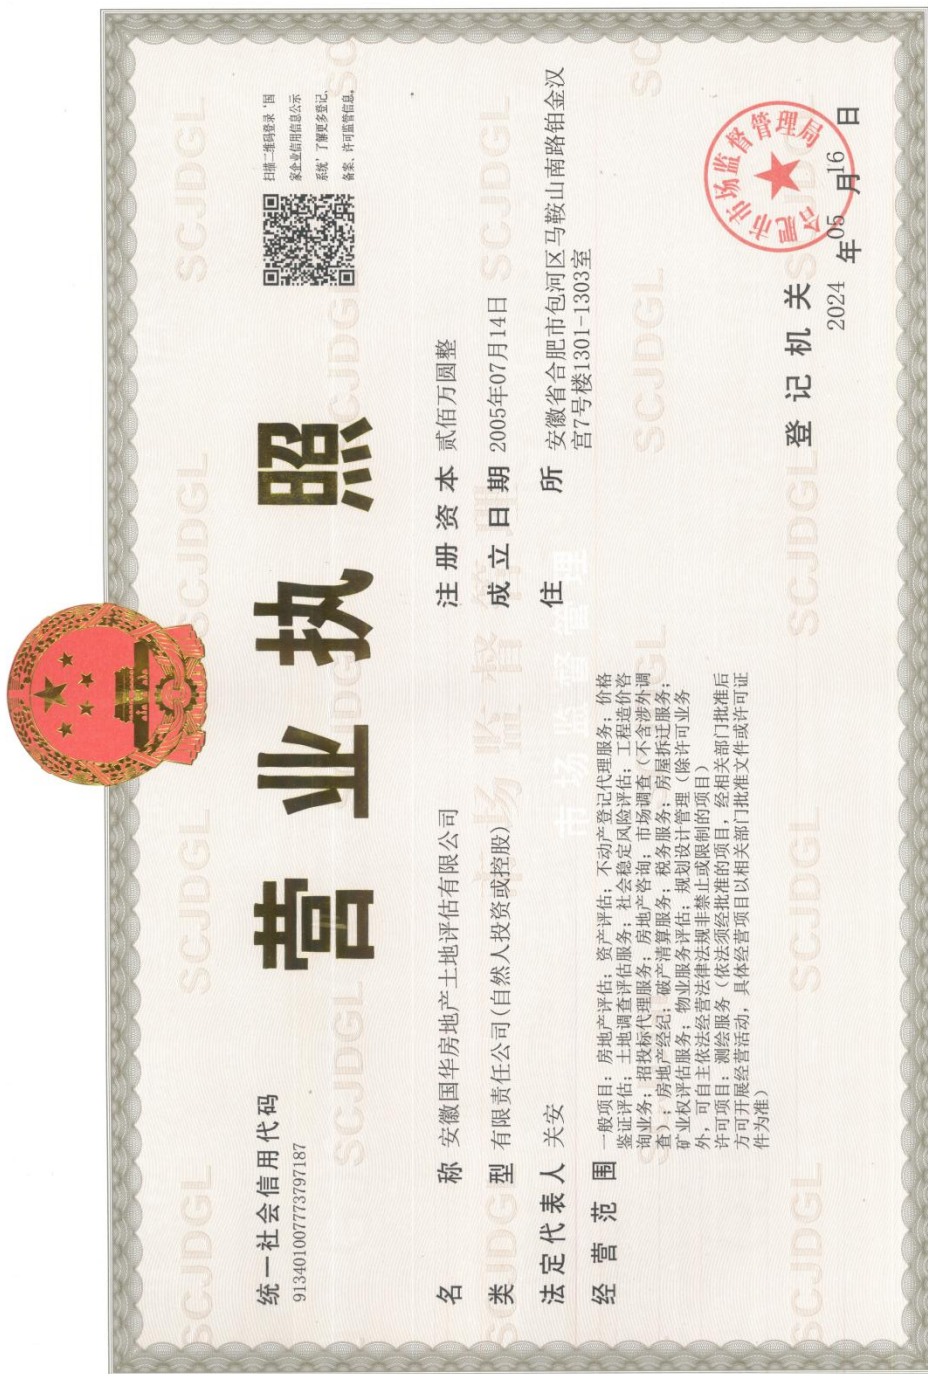 营业执照
统一社会信用代码
91340100777379​7187
扫描二维码登录‘国
家企业信用信息公示
系统’了解更多登记、
备案、许可监管信息。
名称 安徽国华房地产土地评估有限公司
类型 有限责任公司(自然人投资或控股)
法定代表人 关安
经营范围 一般项目：房地产评估；资产评估；不动产登记代理服务；价格
鉴证评估；土地调查评估服务；社会稳定风险评估；工程造价咨
询业务；招投标代理服务；房地产咨询；市场调查（不含涉外调
查）；房地产经纪；破产清算服务；税务服务；房屋拆迁服务；
矿业权评估服务；物业服务评估；规划设计管理（除许可业务
外，可自主依法经营法律法规非禁止或限制的项目）
许可项目：测绘服务（依法须经批准的项目，经相关部门批准后
方可开展经营活动，具体经营项目以相关部门批准文件或许可证
件为准）
注册资本 贰佰万圆整
成立日期 2005年07月14日
住所 安徽省合肥市包河区马鞍山南路铂金汉
宫7号楼1301-1303室
登记机关
合肥市市场监督管理局
2024年05月16日
市场监督管理
SCJDGL